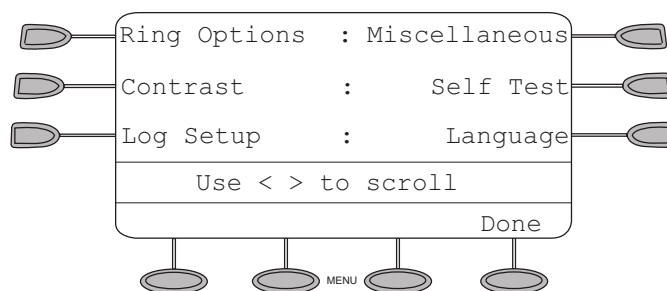 Ring Options : Miscellaneous
Contrast : Self Test
Log Setup : Language
Use < > to scroll
Done
MENU